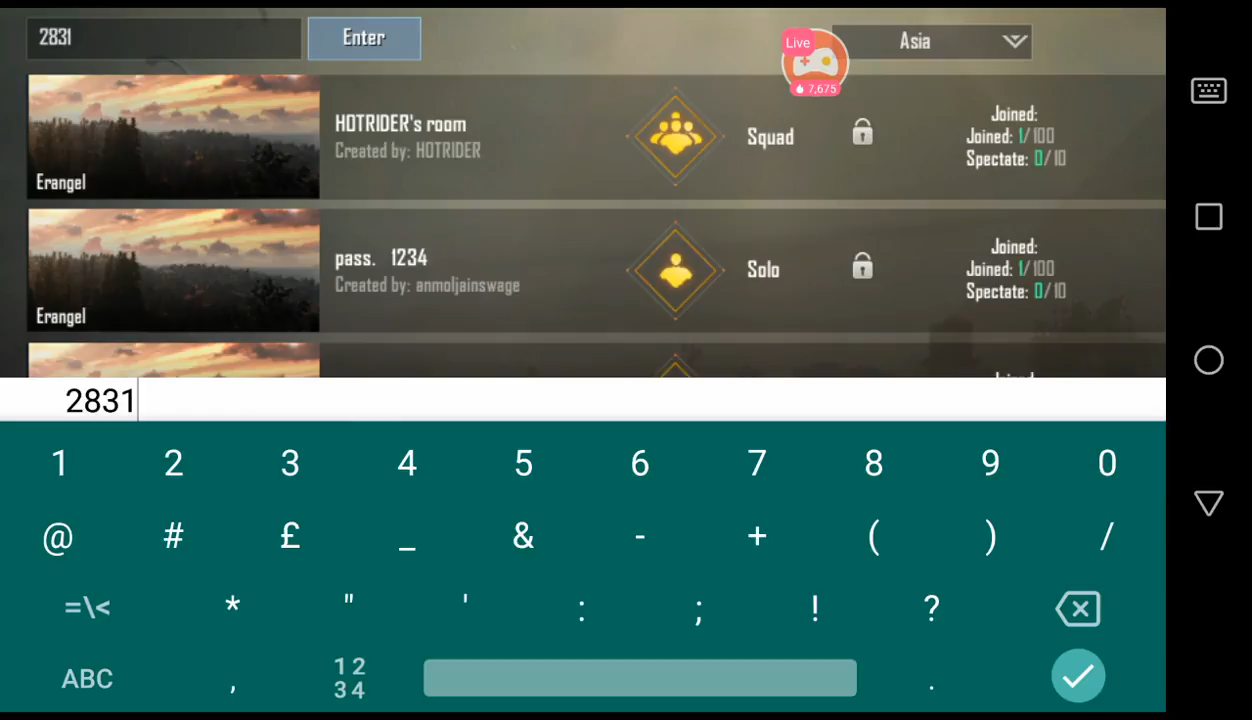 2831
Enter
Live
7,675
Asia
HOTRIDER's room
Created by: HOTRIDER
Erangel
Squad
Joined:
Joined: 1/100
Spectate: 0/10
pass. 1234
Created by: anmoljainswage
Erangel
Solo
Joined:
Joined: 1/100
Spectate: 0/10
2831
1 2 3 4 5 6 7 8 9 0
@ # £ _ & - + ( ) /
=\< * " ' : ; ! ?
ABC , 12 34 .